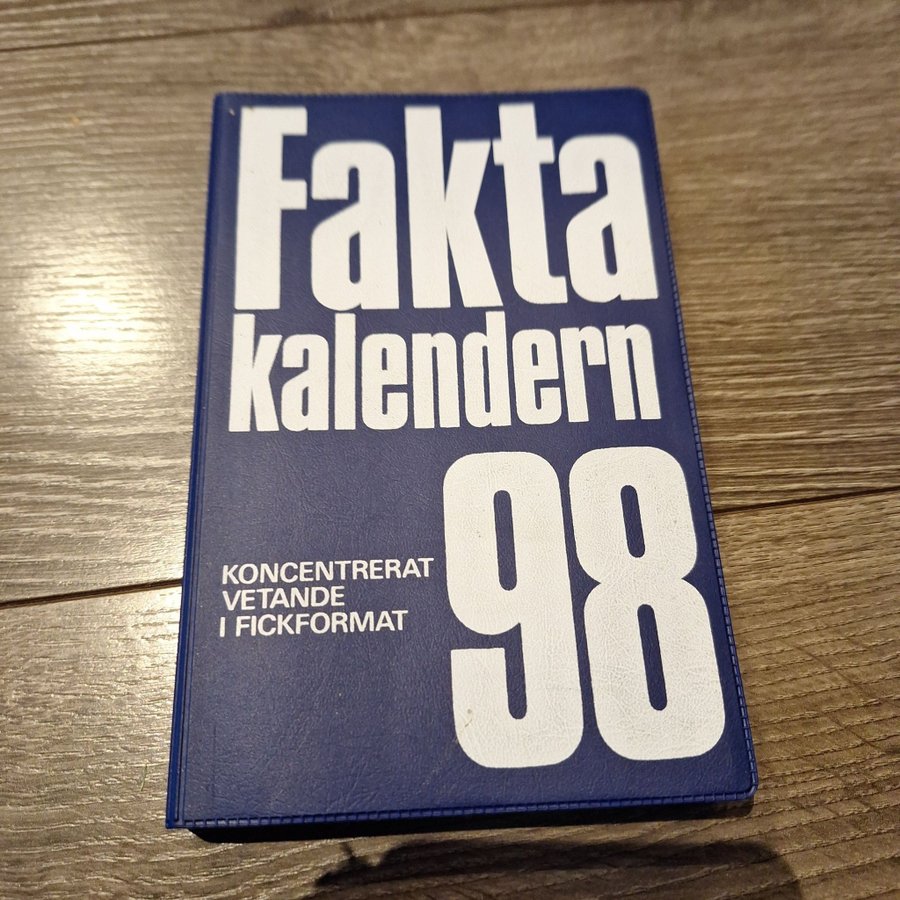 Fakta
kalendern
98
KONCENTRERAT
VETANDE
I FICKFORMAT